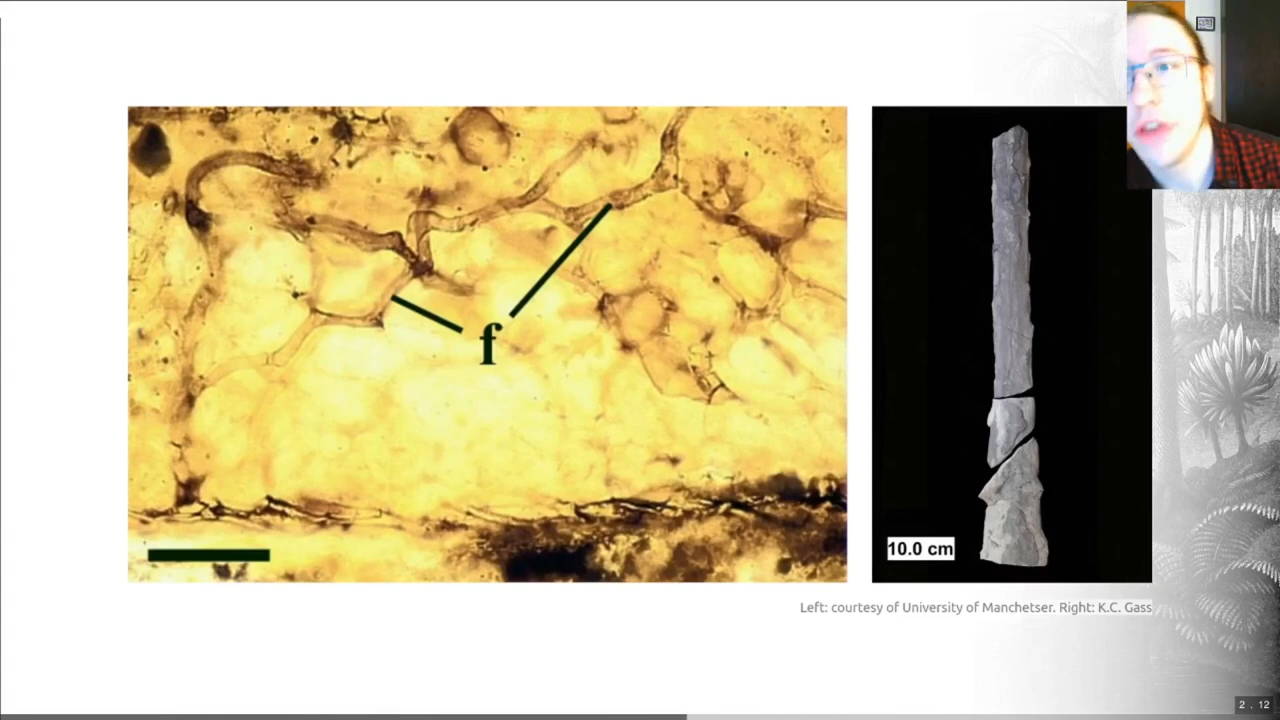 f
10.0 cm
Left: courtesy of University of Manchetser. Right: K.C. Gass
2 . 12